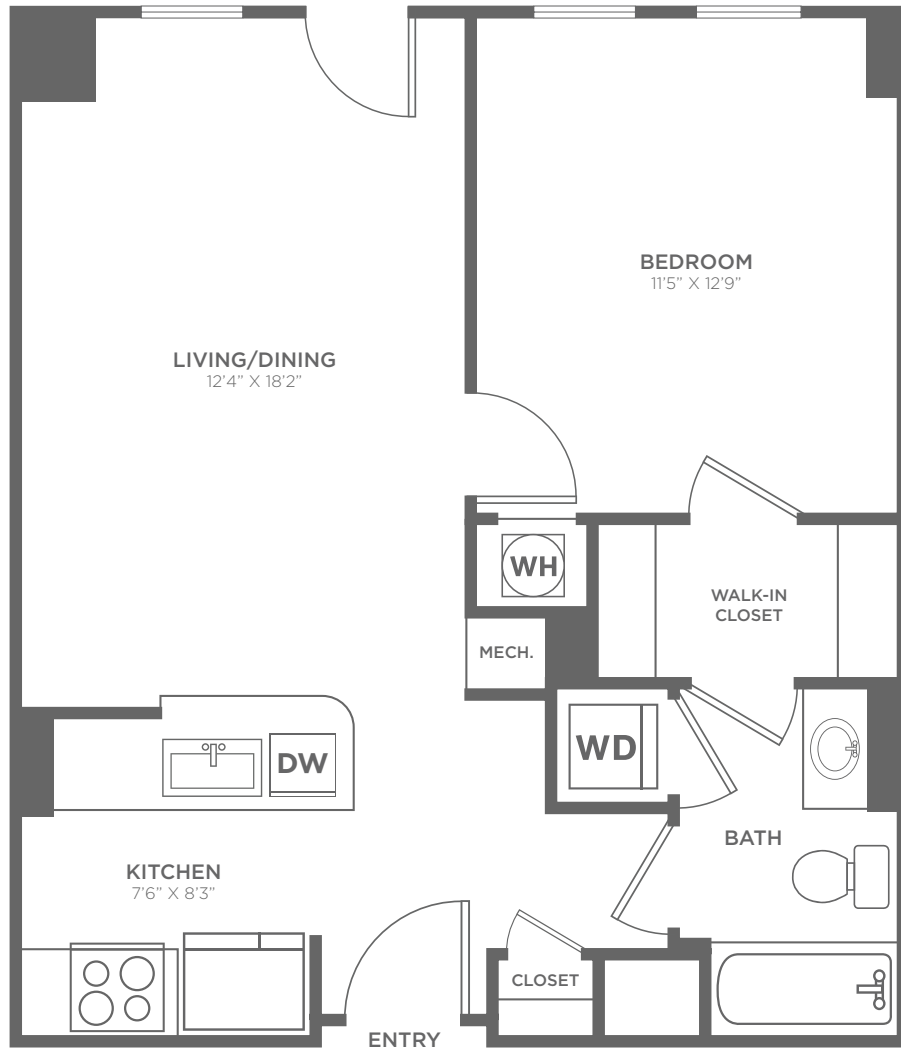 BEDROOM
11’5” X 12’9”
LIVING/DINING
12’4” X 18’2”
WH
WALK-IN
CLOSET
MECH.
WD
DW
BATH
KITCHEN
7’6” X 8’3”
CLOSET
ENTRY